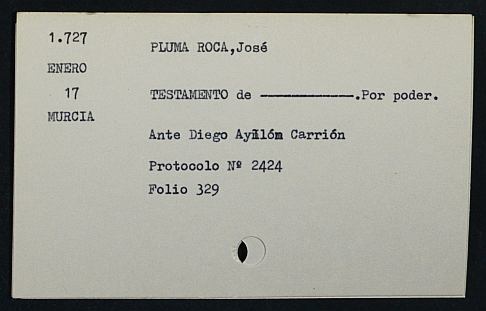 1.727
PLUMA ROCA,José
ENERO
17
TESTAMENTO de ——————.Por poder.
MURCIA
Ante Diego Ayllón Carrión
Protocolo Nº 2424
Folio 329